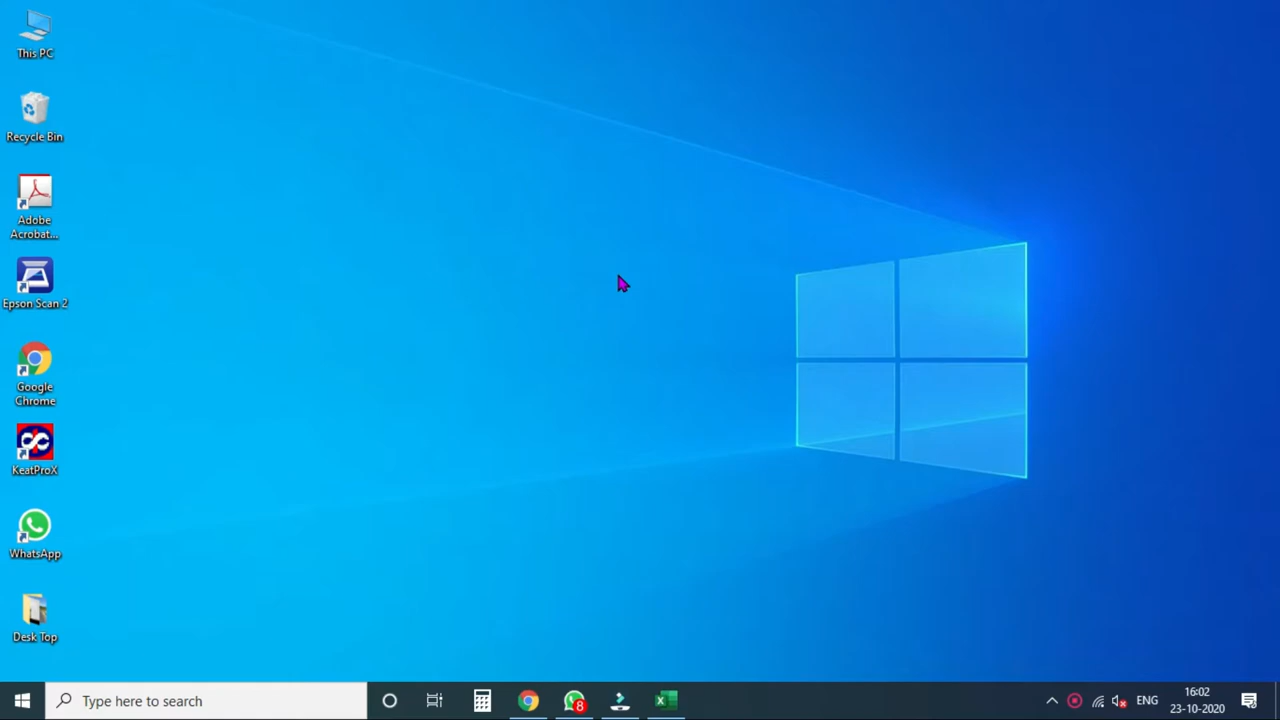 This PC
Recycle Bin
Adobe
Acrobat...
Epson Scan 2
Google
Chrome
KeatProX
WhatsApp
Desk Top
Type here to search
8
ENG
16:02
23-10-2020